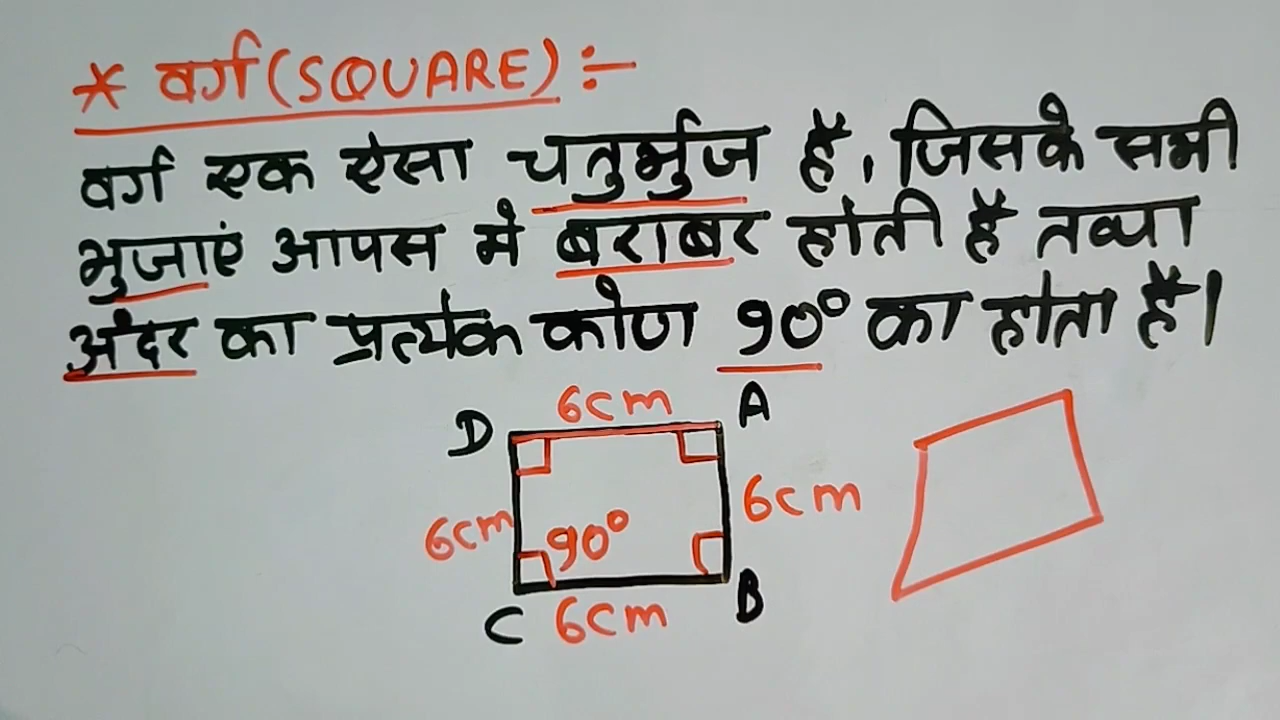 * वर्ग (SQUARE) :-
वर्ग एक ऐसा चतुर्भुज है, जिसके सभी
भुजाएं आपस में बराबर होती है तथा
अंदर का प्रत्येक कोण 90° का होता है।
6cm
D A
6cm 90° 6cm
C 6cm B